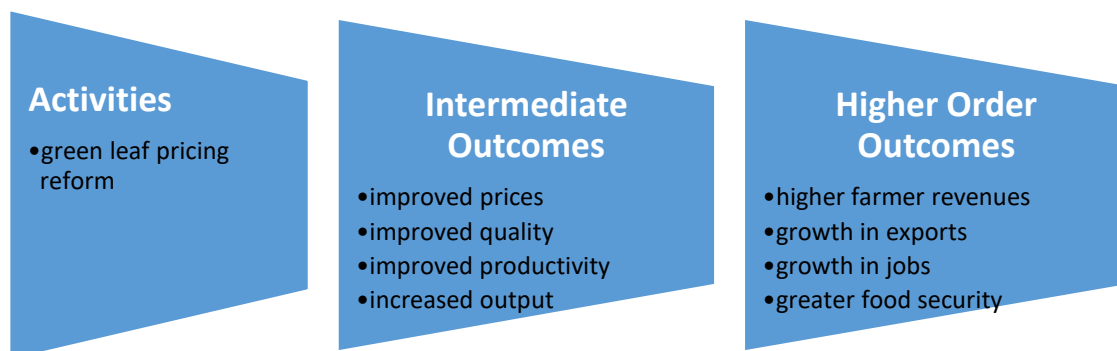 Activities
•green leaf pricing
reform
Intermediate
Outcomes
•improved prices
•improved quality
•improved productivity
•increased output
Higher Order
Outcomes
•higher farmer revenues
•growth in exports
•growth in jobs
•greater food security